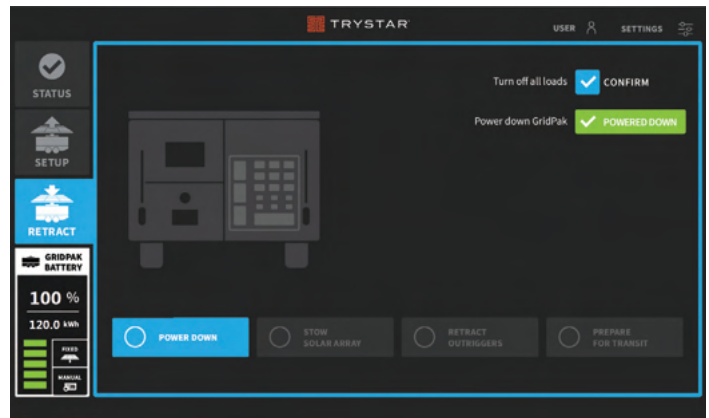 TRYSTAR
USER
SETTINGS
STATUS
SETUP
RETRACT
GRIDPAK
BATTERY
100 %
120.0 kWh
FIXED
MANUAL
Turn off all loads
CONFIRM
Power down GridPak
POWERED DOWN
POWER DOWN
STOW
SOLAR ARRAY
RETRACT
OUTRIGGERS
PREPARE
FOR TRANSIT